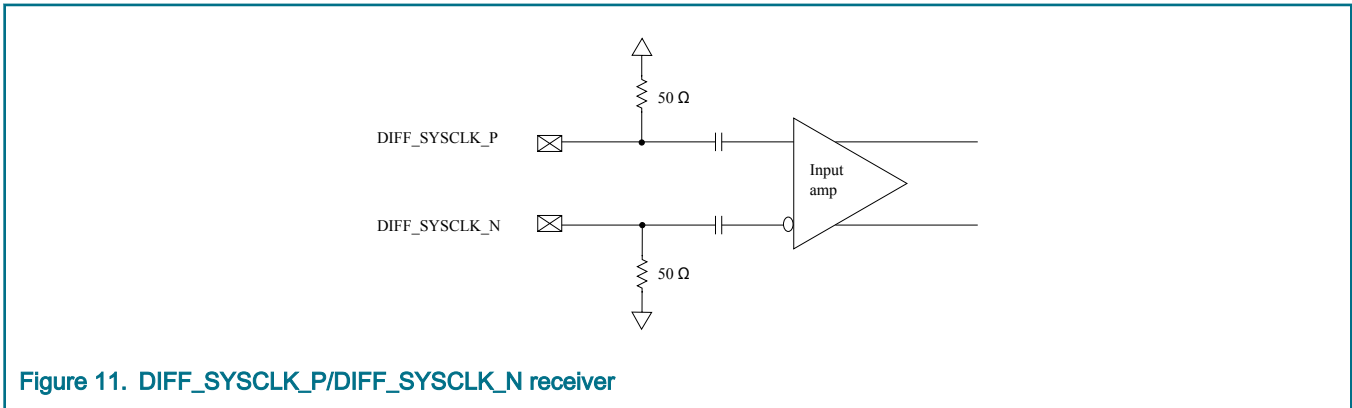 50 Ω
DIFF_SYSCLK_P
Input
amp
DIFF_SYSCLK_N
50 Ω
Figure 11. DIFF_SYSCLK_P/DIFF_SYSCLK_N receiver